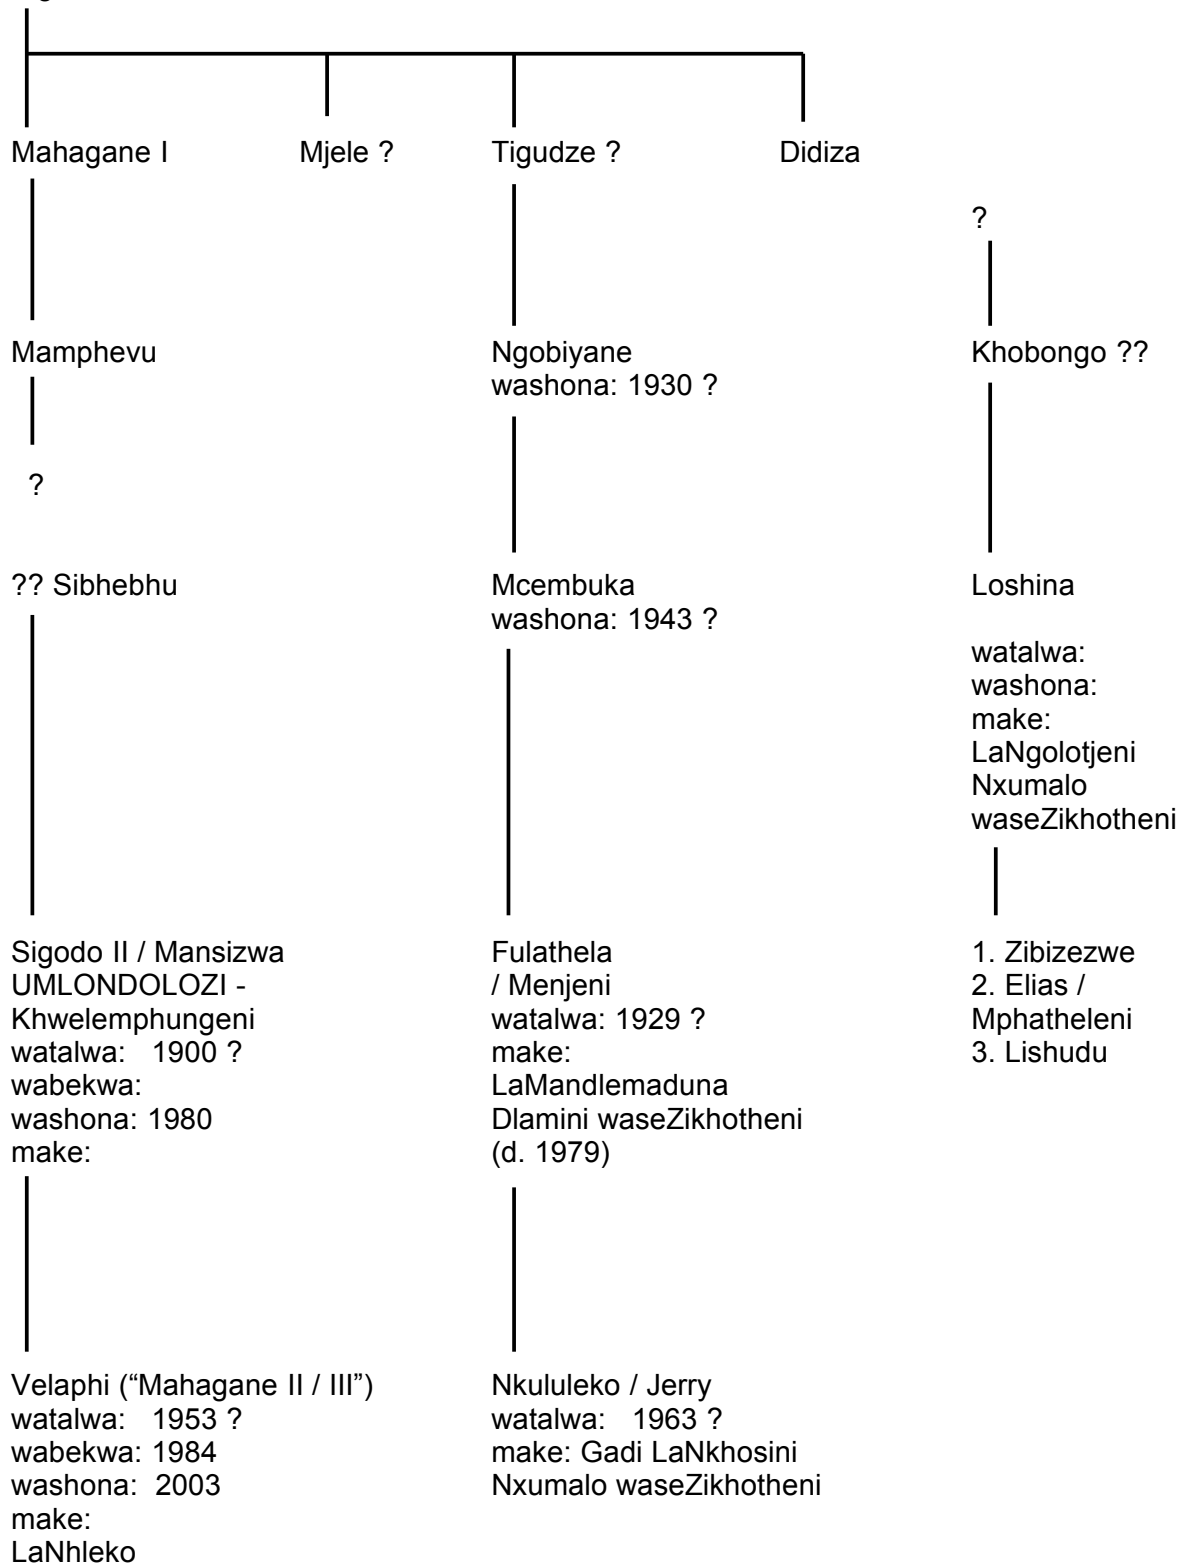 Mahagane I
Mjele ?
Tigudze ?
Didiza
?
Mamphevu
Ngobiyane
washona: 1930 ?
Khobongo ??
?
?? Sibhebhu
Mcembuka
washona: 1943 ?
Loshina
watalwa:
washona:
make:
LaNgolotjeni
Nxumalo
waseZikhotheni
Sigodo II / Mansizwa
UMLONDOLOZI -
Khwelemphungeni
watalwa: 1900 ?
wabekwa:
washona: 1980
make:
Fulathela
/ Menjeni
watalwa: 1929 ?
make:
LaMandlemaduna
Dlamini waseZikhotheni
(d. 1979)
1. Zibizezwe
2. Elias /
Mphatheleni
3. Lishudu
Velaphi (“Mahagane II / III”)
watalwa: 1953 ?
wabekwa: 1984
washona: 2003
make:
LaNhleko
Nkululeko / Jerry
watalwa: 1963 ?
make: Gadi LaNkhosini
Nxumalo waseZikhotheni